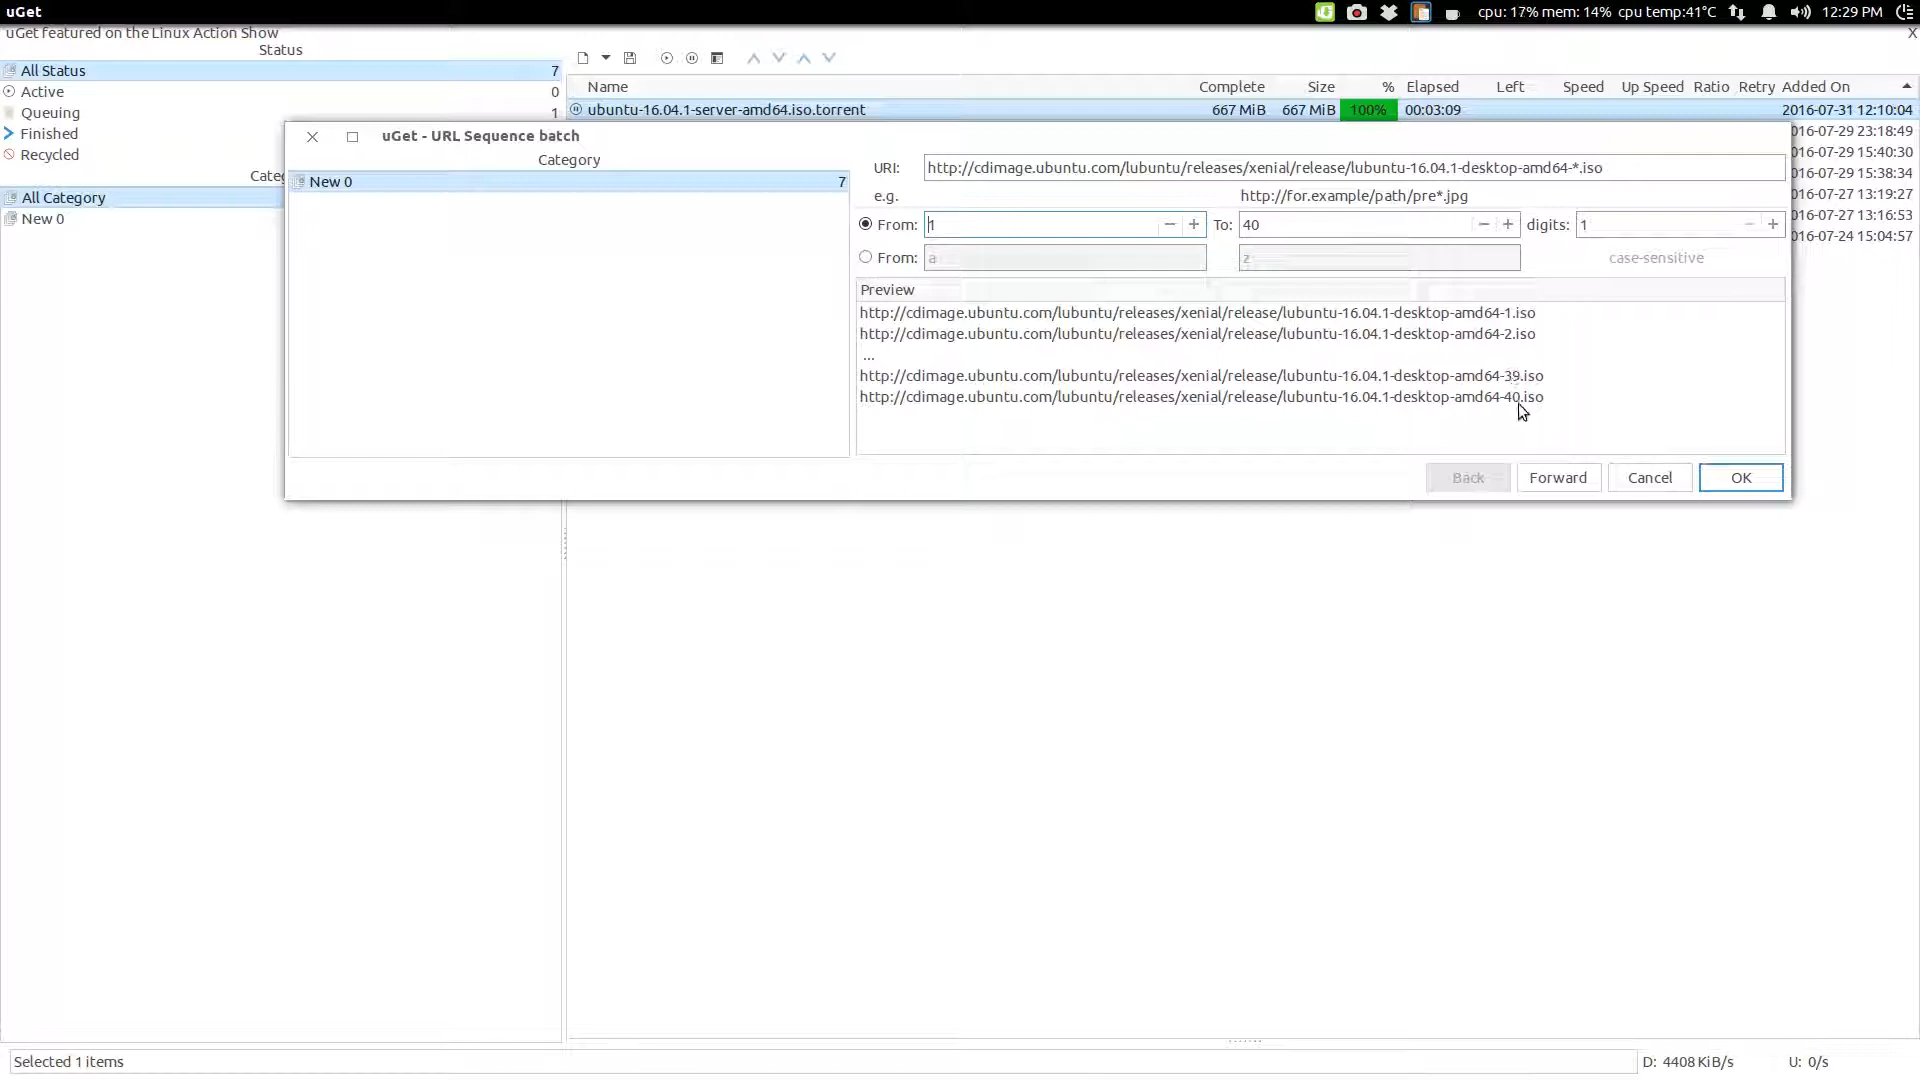 uGet
cpu: 17% mem: 14% cpu temp:41°C 12:29 PM
uGet featured on the Linux Action Show X
Status
All Status 7
Active 0
Queuing 1
Finished
Recycled
Categ
All Category
New 0
Name Complete Size % Elapsed Left Speed Up Speed Ratio Retry Added On
ubuntu-16.04.1-server-amd64.iso.torrent 667 MiB 667 MiB 100% 00:03:09 2016-07-31 12:10:04
016-07-29 23:18:49
016-07-29 15:40:30
016-07-29 15:38:34
016-07-27 13:19:27
016-07-27 13:16:53
016-07-24 15:04:57
uGet - URL Sequence batch
Category
New 0 7
URI: http://cdimage.ubuntu.com/lubuntu/releases/xenial/release/lubuntu-16.04.1-desktop-amd64-*.iso
e.g. http://for.example/path/pre*.jpg
From: 1 − + To: 40 − + digits: 1 − +
From: a z case-sensitive
Preview
http://cdimage.ubuntu.com/lubuntu/releases/xenial/release/lubuntu-16.04.1-desktop-amd64-1.iso
http://cdimage.ubuntu.com/lubuntu/releases/xenial/release/lubuntu-16.04.1-desktop-amd64-2.iso
...
http://cdimage.ubuntu.com/lubuntu/releases/xenial/release/lubuntu-16.04.1-desktop-amd64-39.iso
http://cdimage.ubuntu.com/lubuntu/releases/xenial/release/lubuntu-16.04.1-desktop-amd64-40.iso
Back Forward Cancel OK
Selected 1 items D: 4408 KiB/s U: 0/s